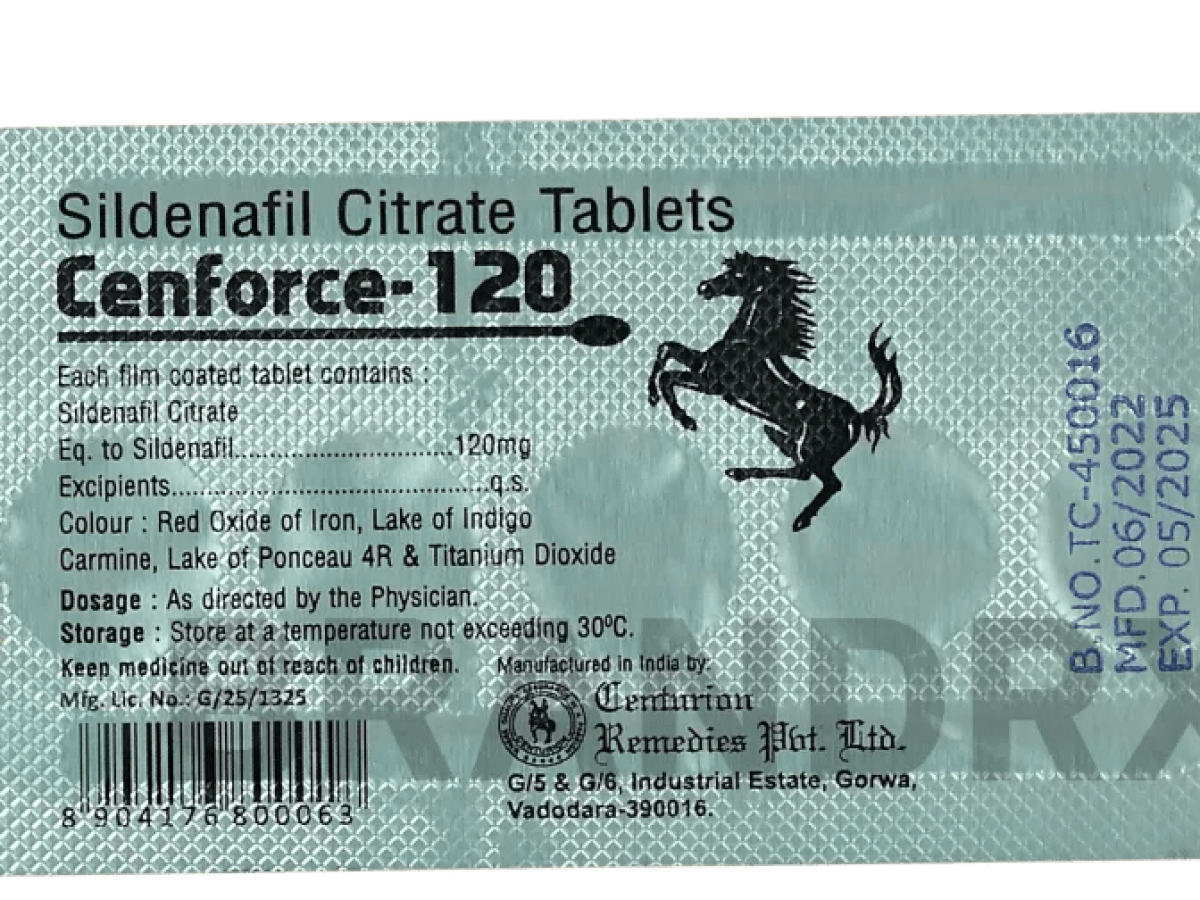 Sildenafil Citrate Tablets
Cenforce-120
Each film coated tablet contains :
Sildenafil Citrate
Eq. to Sildenafil................................120mg
Excipients.............................................q.s.
Colour : Red Oxide of Iron, Lake of Indigo
Carmine, Lake of Ponceau 4R & Titanium Dioxide
Dosage : As directed by the Physician.
Storage : Store at a temperature not exceeding 30ºC.
Keep medicine out of reach of children.
Mfg. Lic. No.: G/25/1325
8 904176 800063
Manufactured in India by:
Centurion
Remedies Pvt. Ltd.
G/5 & G/6, Industrial Estate, Gorwa,
Vadodara-390016.
B.NO.TC-450016
MFD.06/2022
EXP. 05/2025